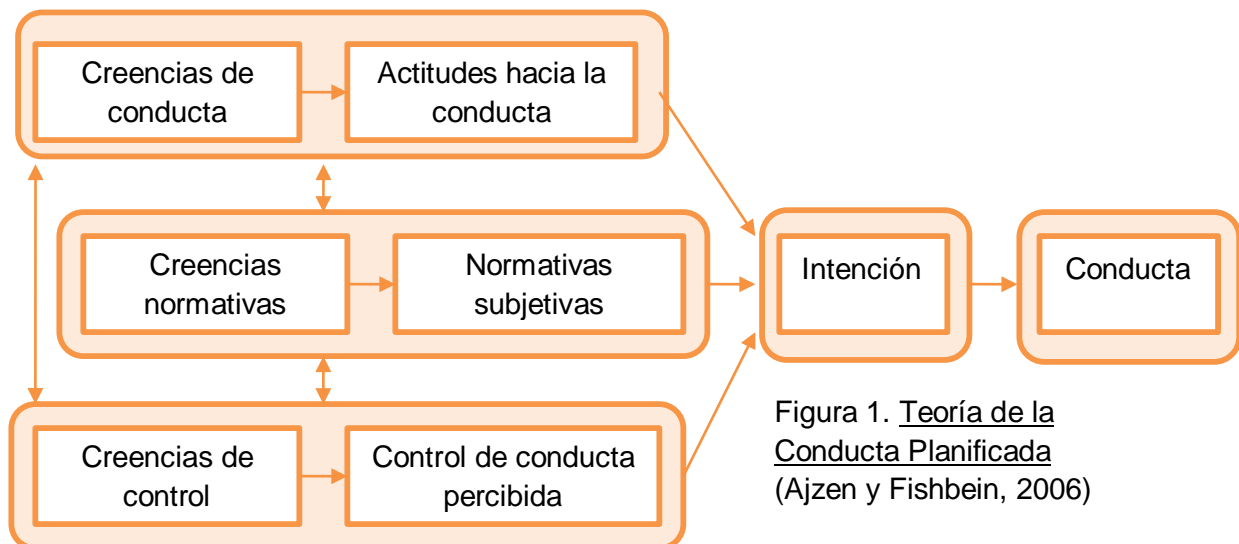 Creencias de
conducta
Actitudes hacia la
conducta
Creencias
normativas
Normativas
subjetivas
Intención
Conducta
Creencias de
control
Control de conducta
percibida
Figura 1. Teoría de la
Conducta Planificada
(Ajzen y Fishbein, 2006)